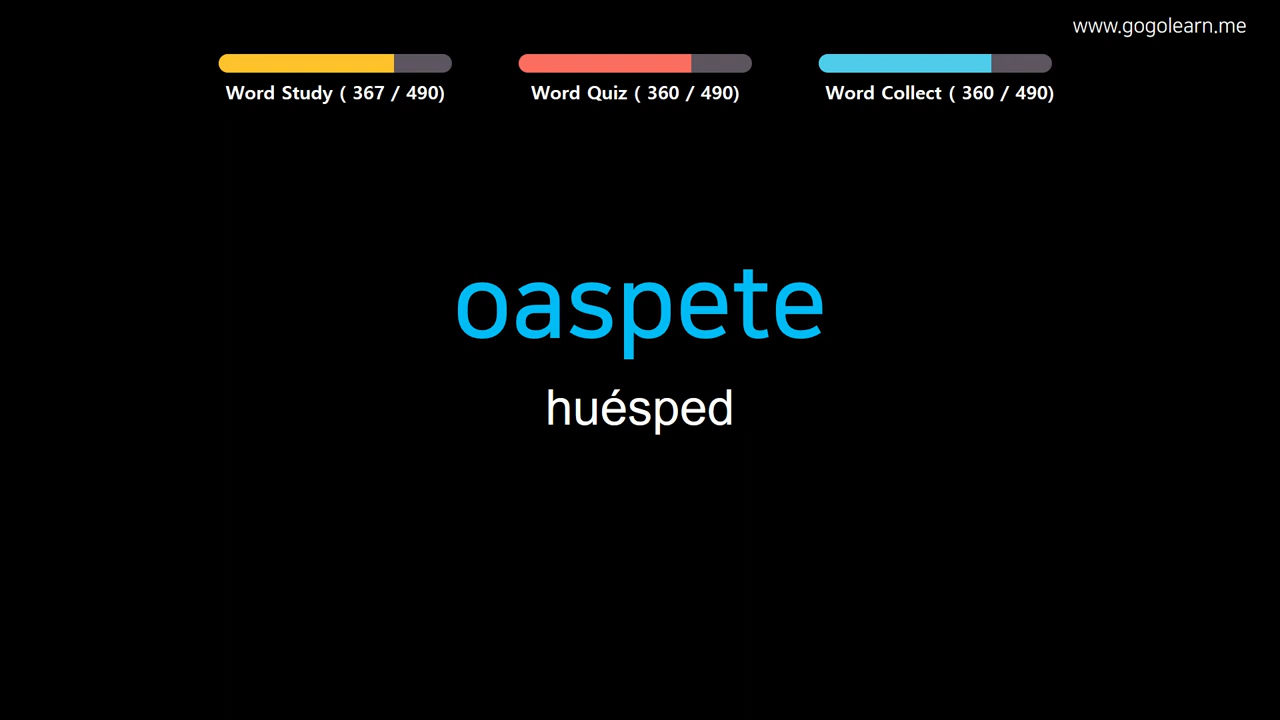 www.gogolearn.me
Word Study ( 367 / 490)
Word Quiz ( 360 / 490)
Word Collect ( 360 / 490)
oaspete
huésped